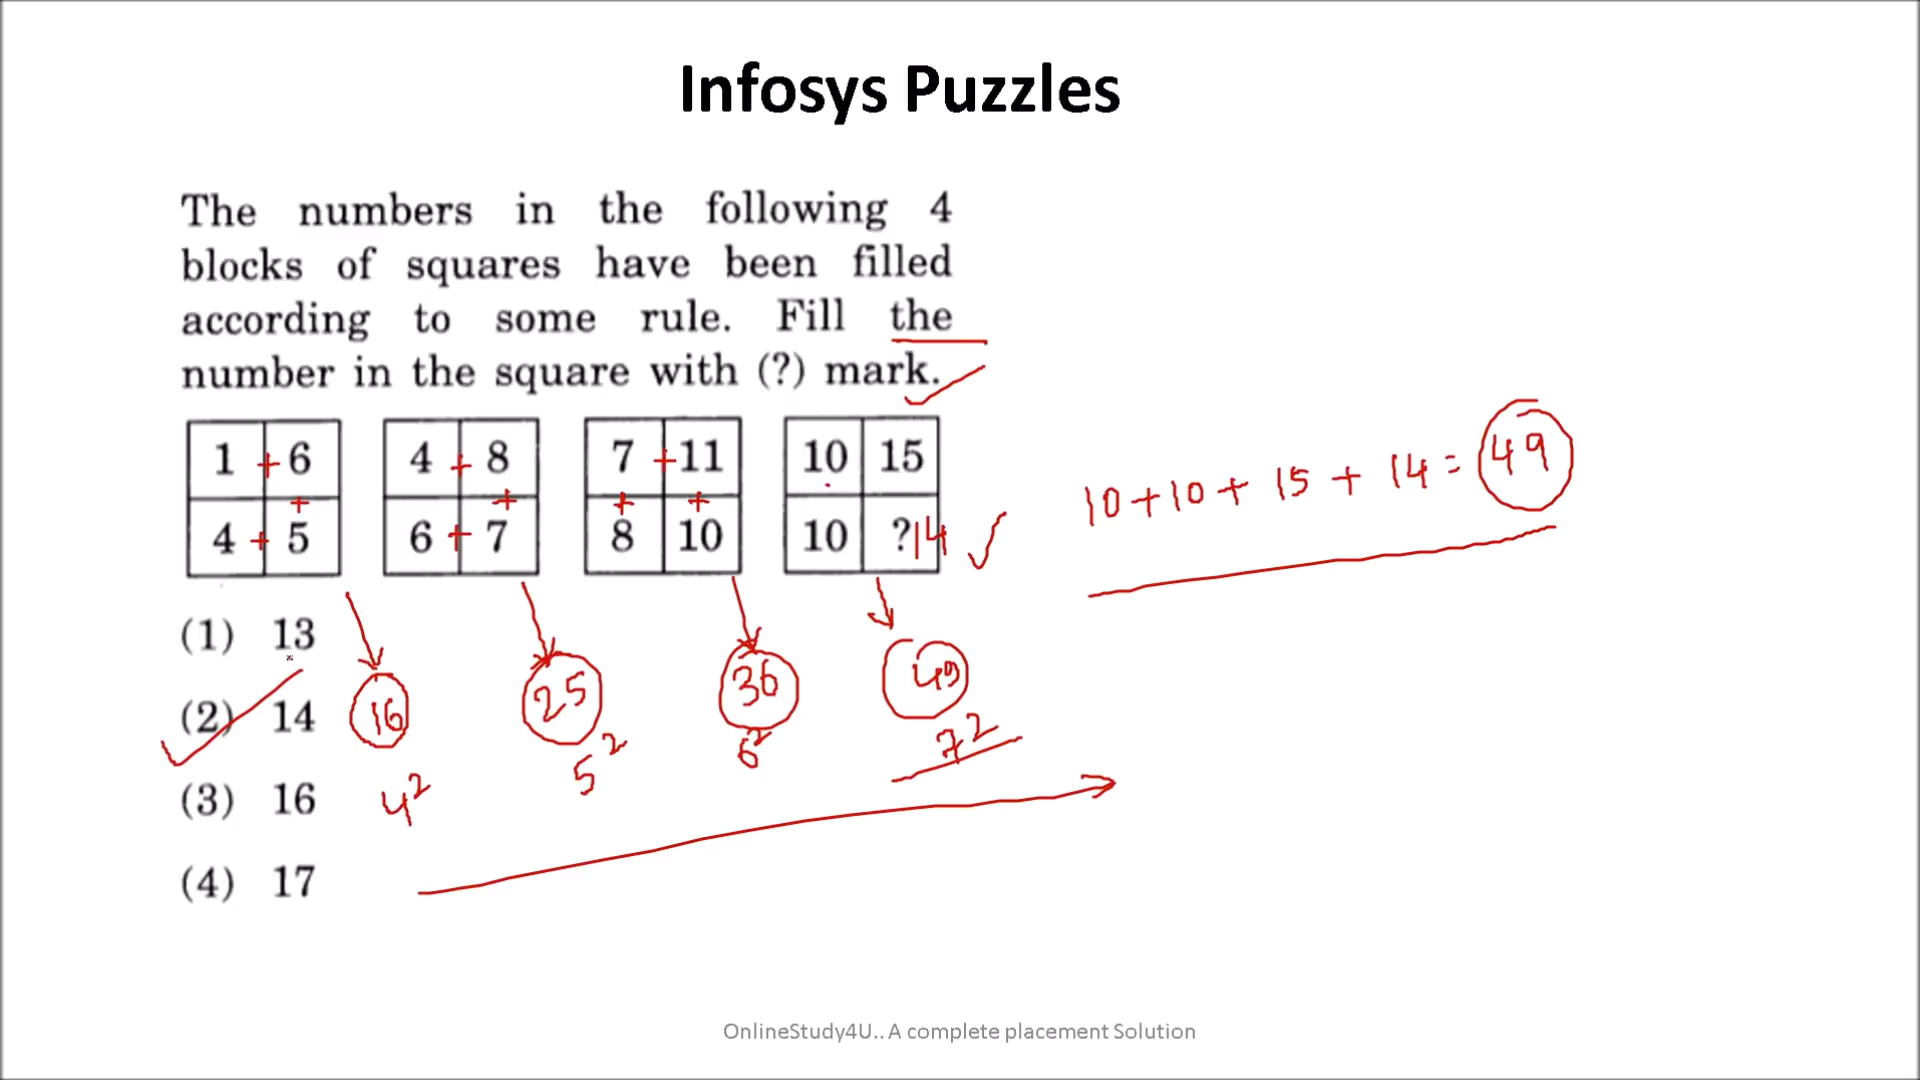 Infosys Puzzles
The numbers in the following 4
blocks of squares have been filled
according to some rule. Fill the
number in the square with (?) mark.
1 + 6 4 + 8 7 + 11 10 15
+ + + +
4 + 5 6 + 7 8 10 10 ? 14
10 + 10 + 15 + 14 = 49
(1) 13
(2) 14
(3) 16
(4) 17
16 25 36 49
4² 5² 6² 7²
OnlineStudy4U.. A complete placement Solution